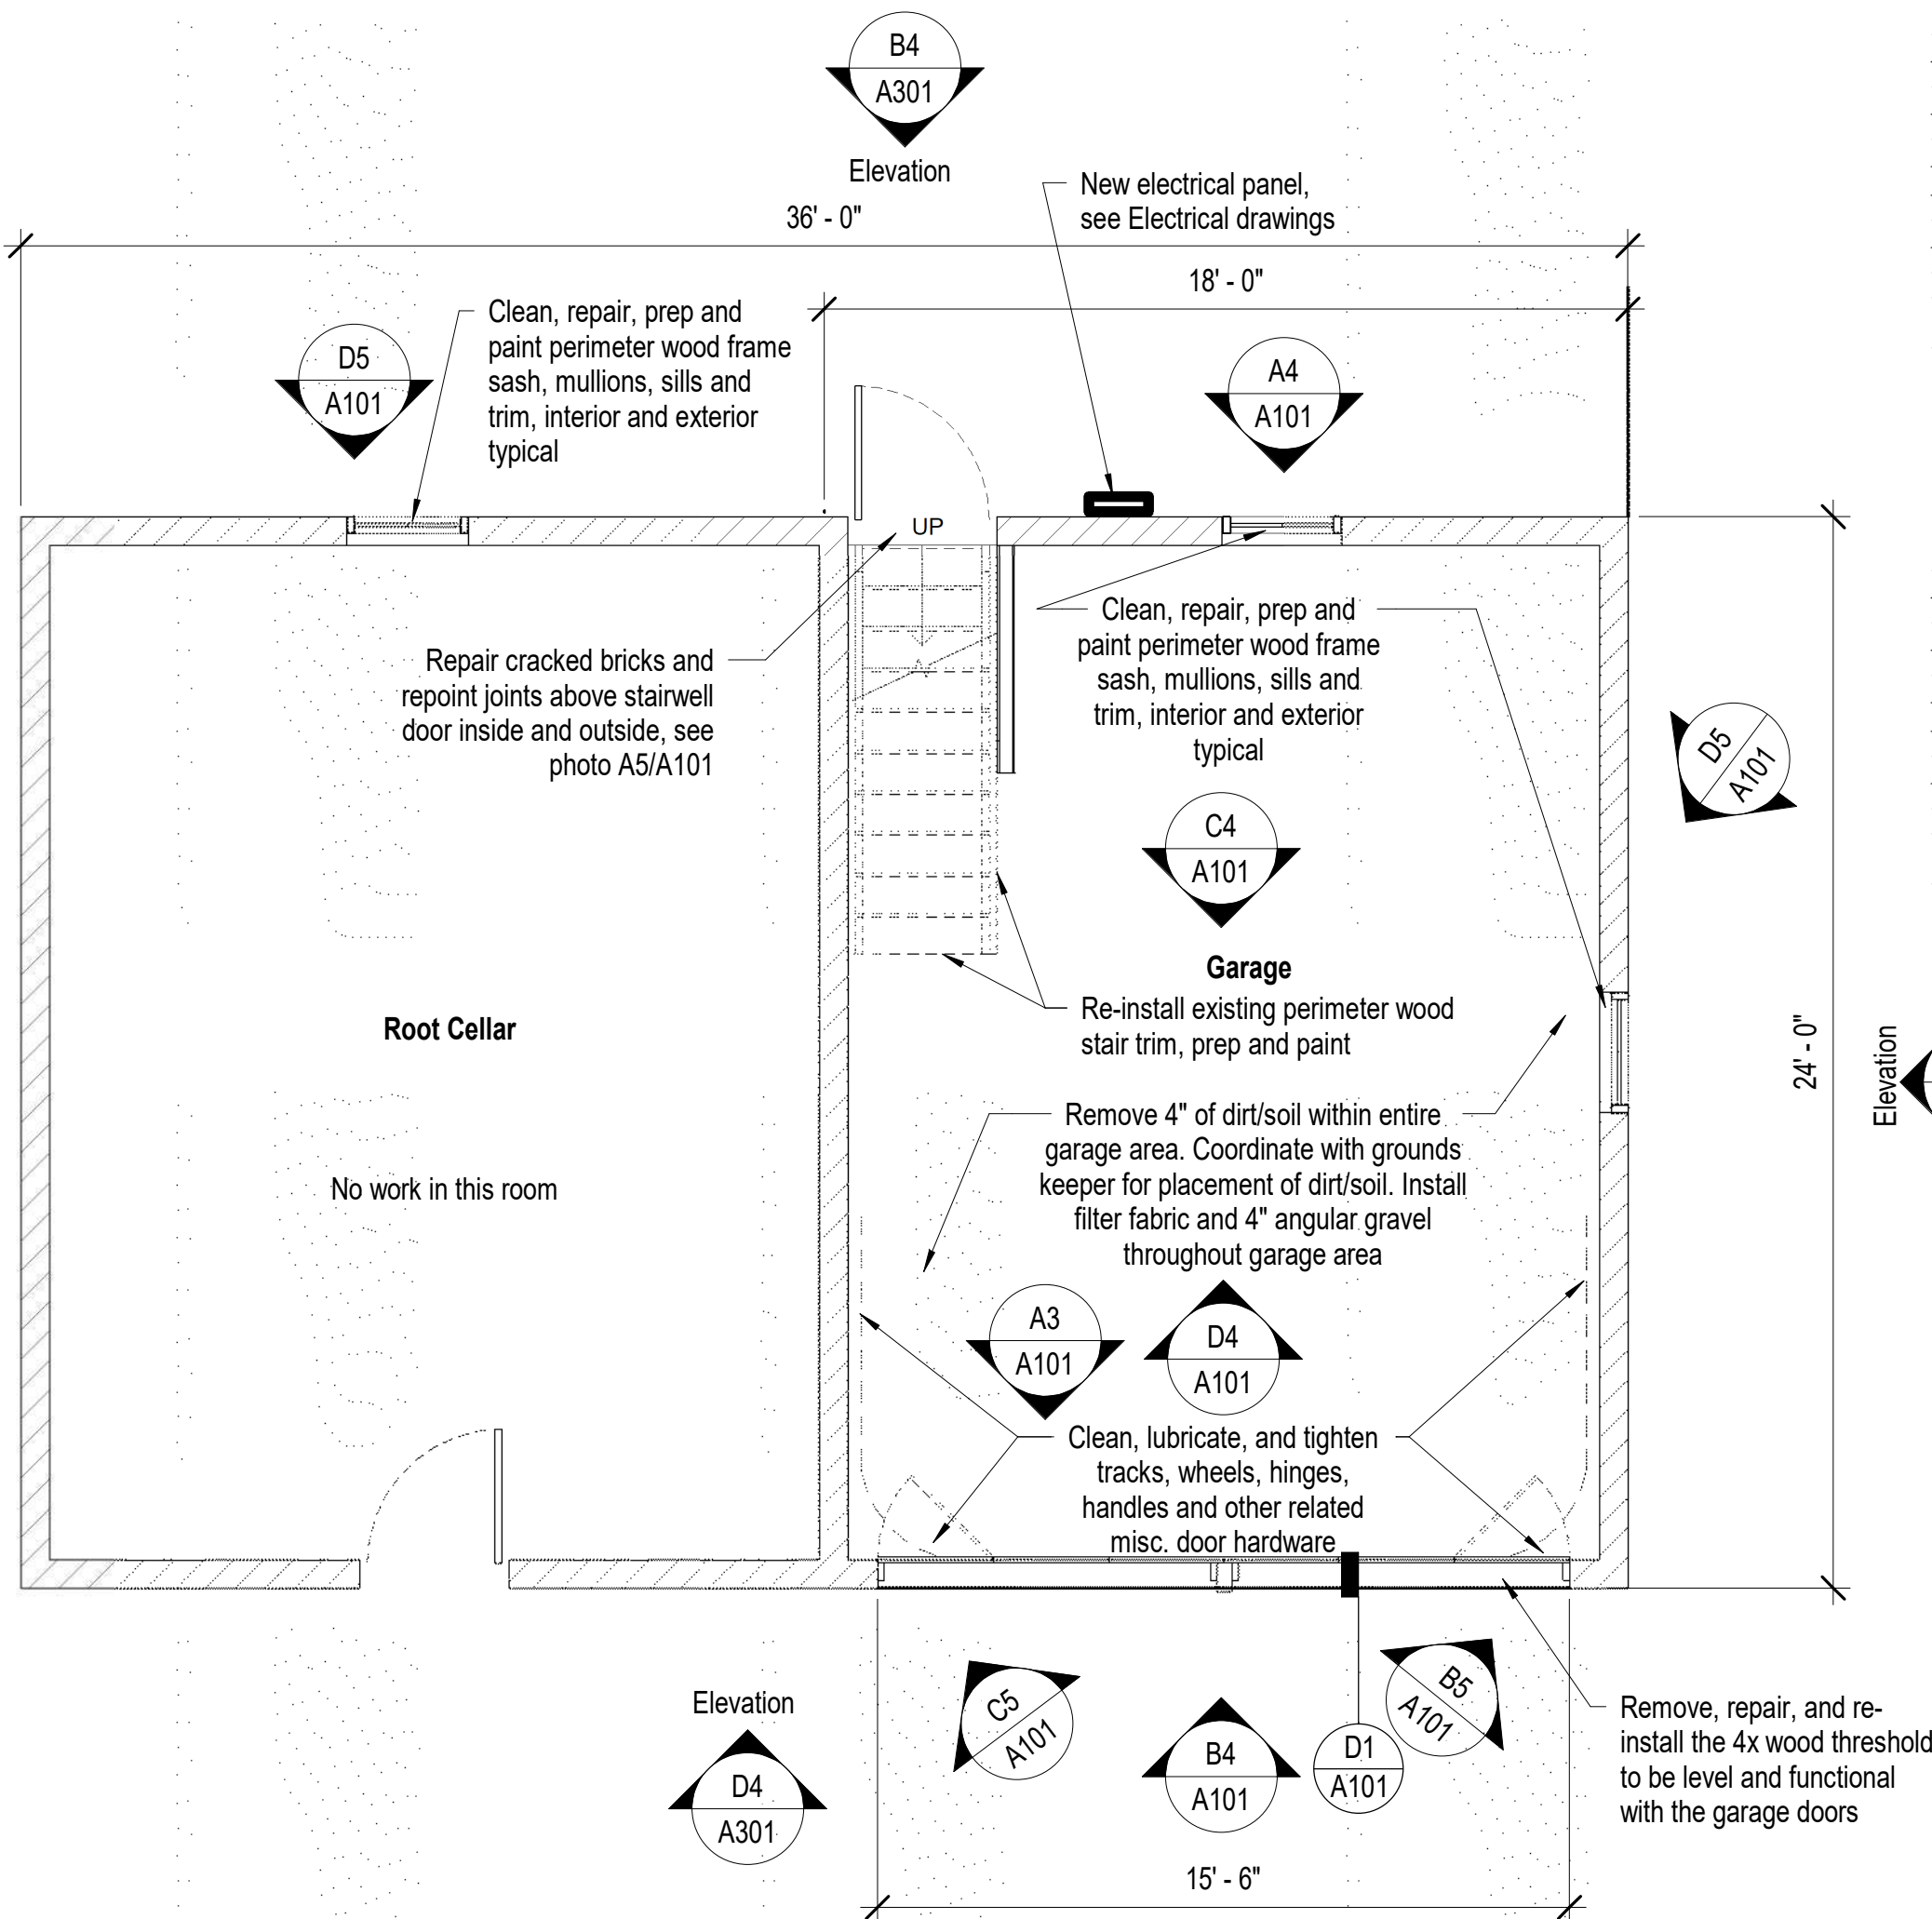 B4
A301
Elevation
36' - 0"
New electrical panel,
see Electrical drawings
18' - 0"
Clean, repair, prep and
paint perimeter wood frame
sash, mullions, sills and
trim, interior and exterior
typical
D5
A101
A4
A101
UP
Repair cracked bricks and
repoint joints above stairwell
door inside and outside, see
photo A5/A101
Clean, repair, prep and
paint perimeter wood frame
sash, mullions, sills and
trim, interior and exterior
typical
D5
A101
C4
A101
Garage
Re-install existing perimeter wood
stair trim, prep and paint
Root Cellar
24' - 0"
Elevation
No work in this room
Remove 4" of dirt/soil within entire
garage area. Coordinate with grounds
keeper for placement of dirt/soil. Install
filter fabric and 4" angular gravel
throughout garage area
A3
A101
D4
A101
Clean, lubricate, and tighten
tracks, wheels, hinges,
handles and other related
misc. door hardware
Elevation
D4
A301
C5
A101
B4
A101
D1
A101
B5
A101
Remove, repair, and re-
install the 4x wood threshold
to be level and functional
with the garage doors
15' - 6"